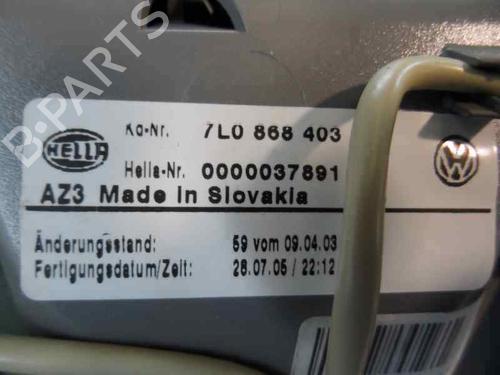 B-PARTS
HELLA
Kd-Nr. 7L0 868 403
Hella-Nr. 0000037891
AZ3 Made in Slovakia
Änderungsstand: 59 vom 09.04.03
Fertigungsdatum/Zeit: 28.07.05 / 22:12